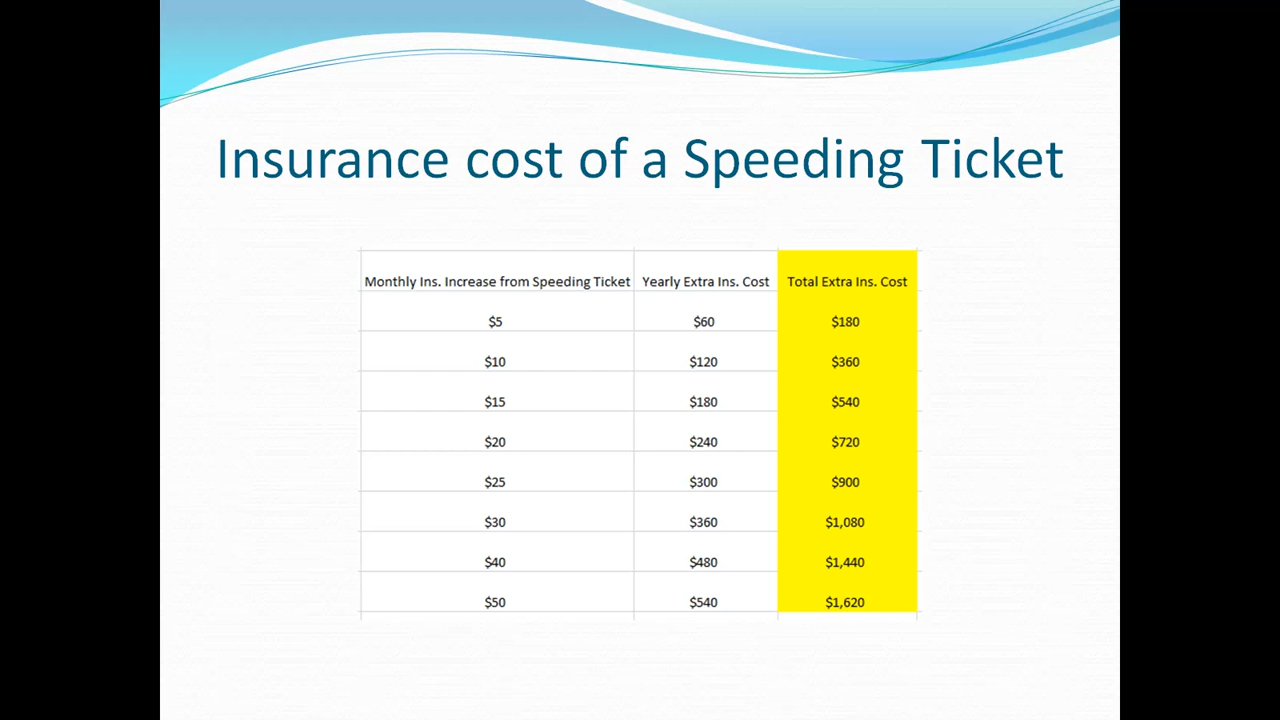 Insurance cost of a Speeding Ticket
Monthly Ins. Increase from Speeding Ticket Yearly Extra Ins. Cost Total Extra Ins. Cost
$5 $60 $180
$10 $120 $360
$15 $180 $540
$20 $240 $720
$25 $300 $900
$30 $360 $1,080
$40 $480 $1,440
$50 $540 $1,620